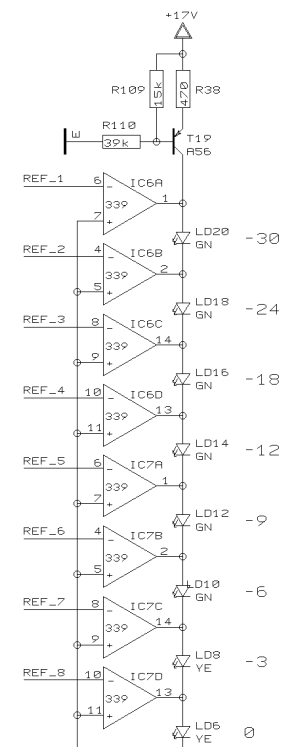 +17V
R109 15k 470 R38
R110
39k
E
T19
A56
REF_1 6 - IC6A
1
339
7 +
LD20
GN -30
REF_2 4 - IC6B
2
339
5 +
LD18
GN -24
REF_3 8 - IC6C
14
339
9 +
LD16
GN -18
REF_4 10 - IC6D
13
339
11 +
LD14
GN -12
REF_5 6 - IC7A
1
339
7 +
LD12
GN -9
REF_6 4 - IC7B
2
339
5 +
LD10
GN -6
REF_7 8 - IC7C
14
339
9 +
LD8
YE -3
REF_8 10 - IC7D
13
339
11 +
LD6
YE 0